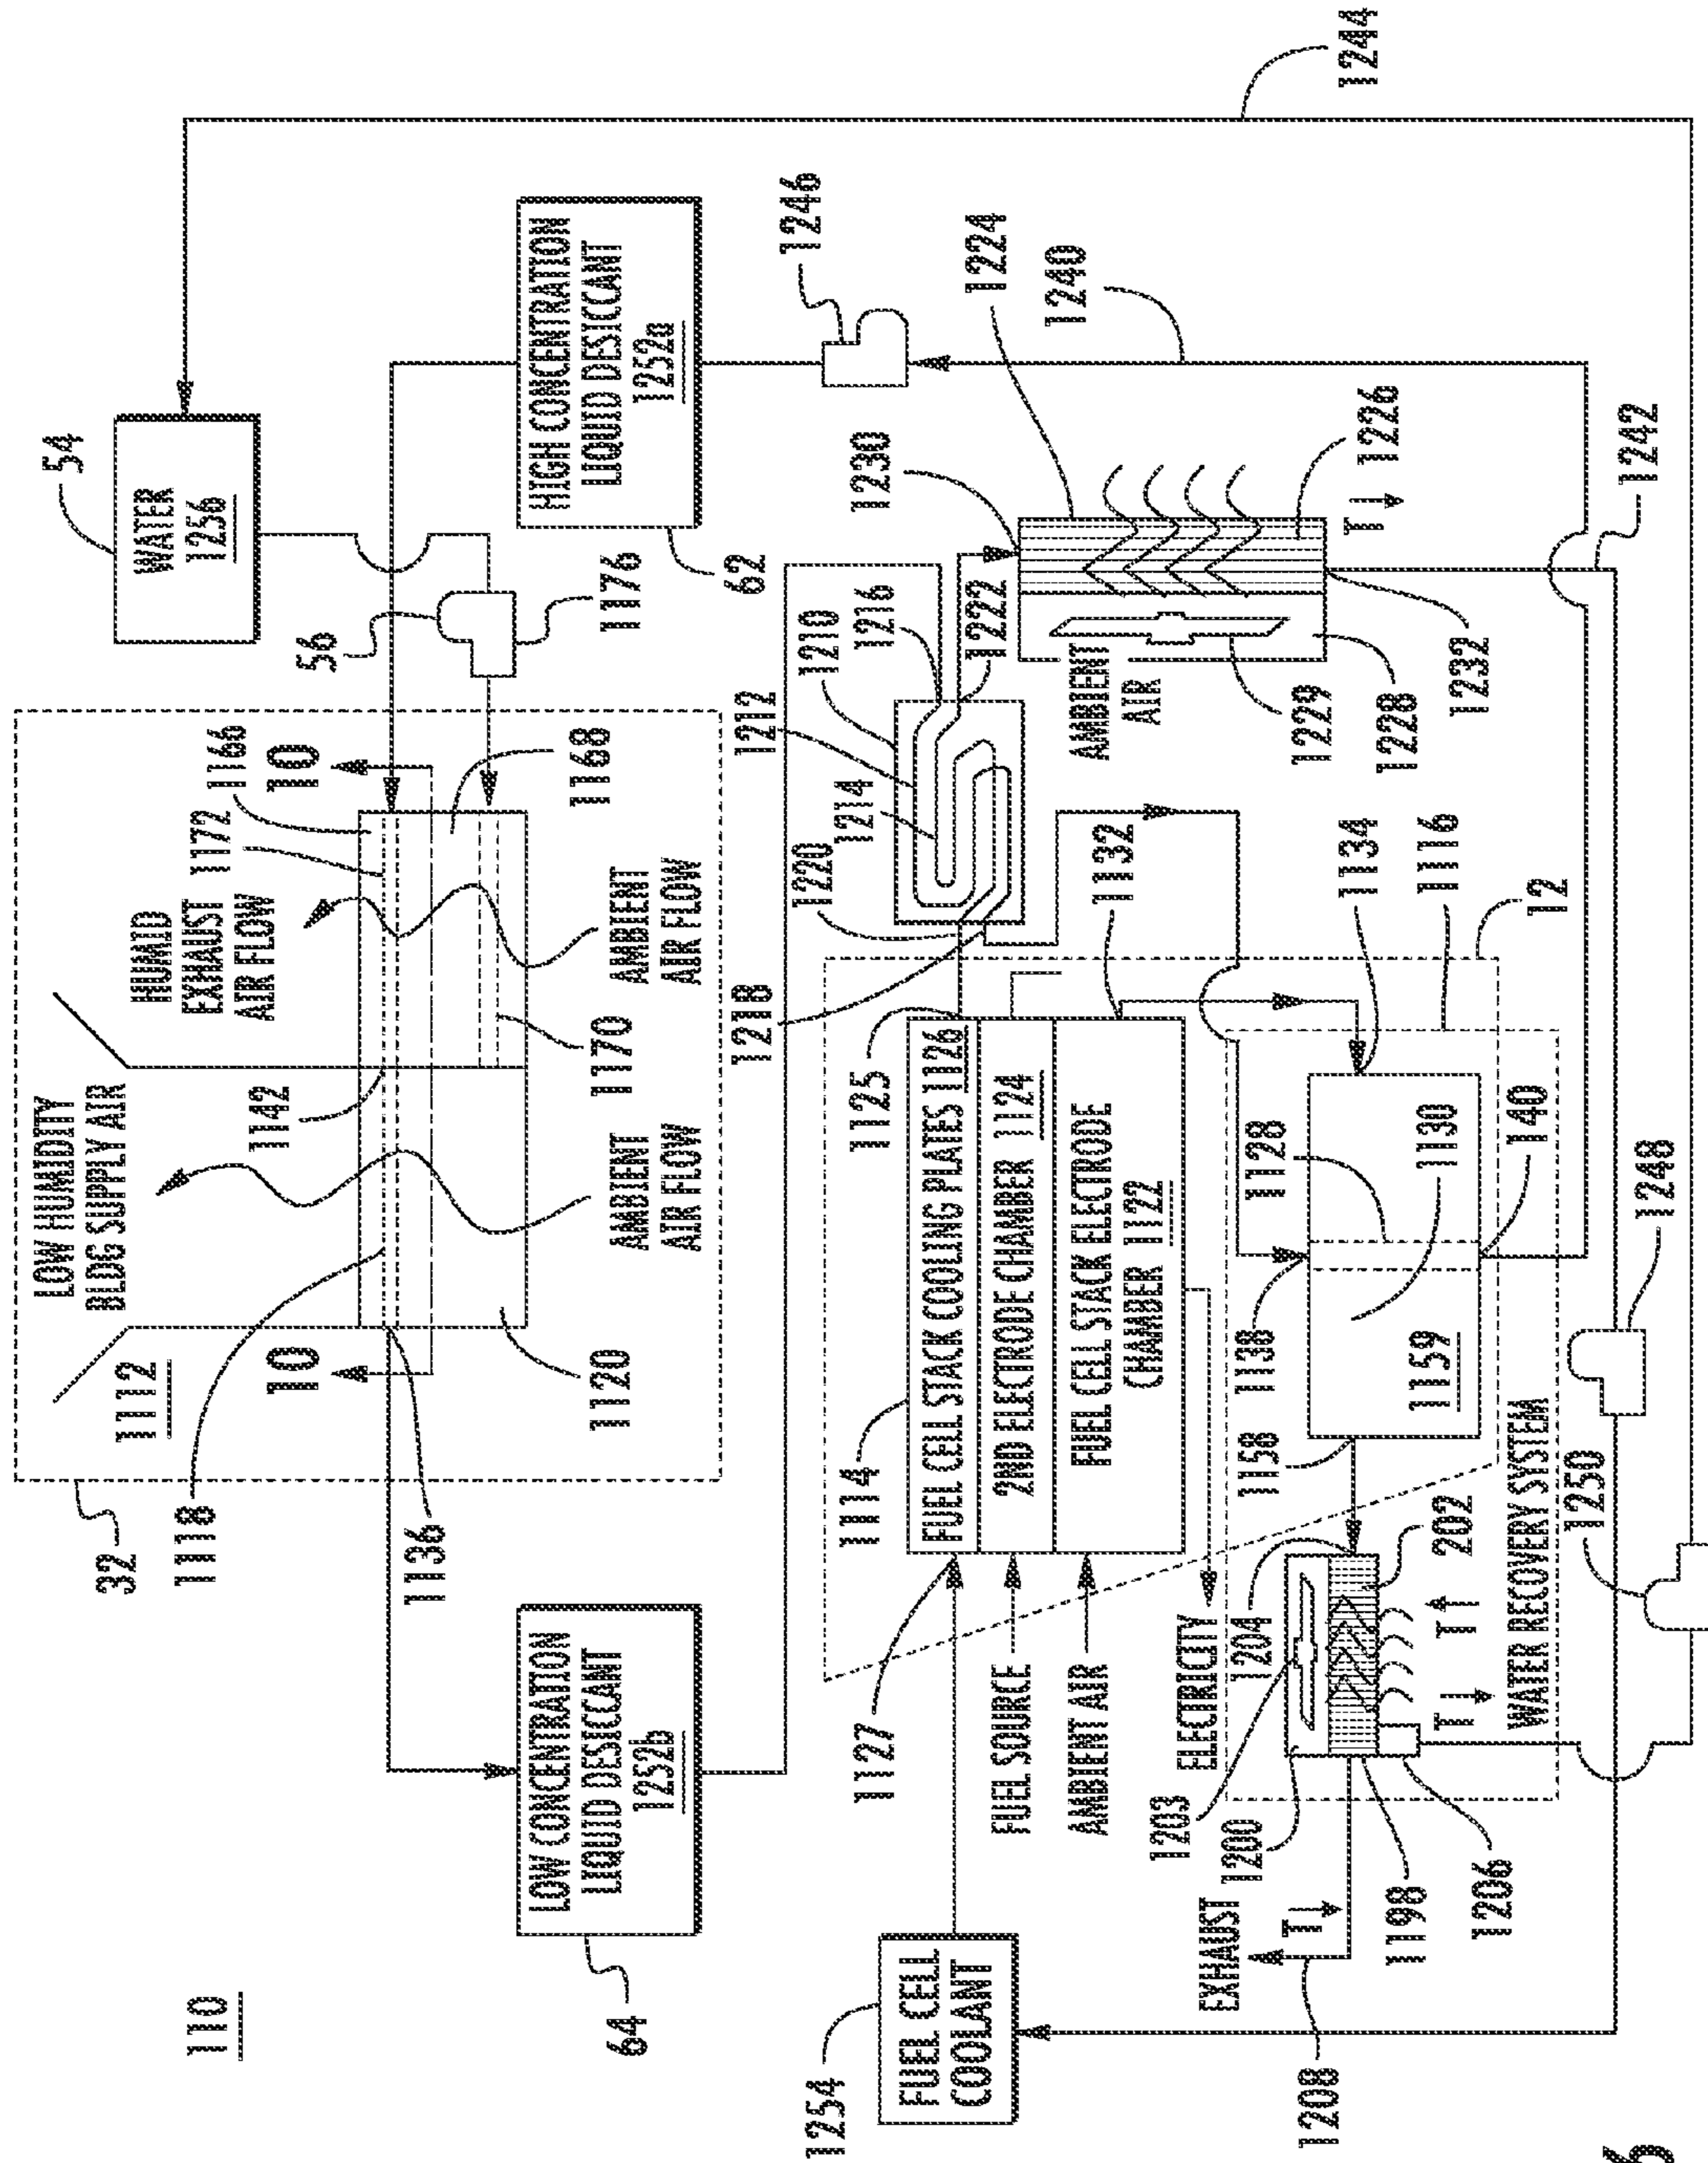 110
32
1112
LOW HUMIDITY
BLDG SUPPLY AIR
HUMID
EXHAUST
AIR FLOW
1118
10
1142
1172
1166
10
1136
1120
AMBIENT
AIR FLOW
1170
AMBIENT
AIR FLOW
1168
54
WATER
1256
56
1176
1244
64
LOW CONCENTRATION
LIQUID DESICCANT
1252b
HIGH CONCENTRATION
LIQUID DESICCANT
1252a
62
1246
1218
1220
1214
1212
1210
1216
1222
1230
1224
1240
AMBIENT
AIR
1229
1228
1232
T
1226
1242
1254
FUEL CELL
COOLANT
1127
FUEL SOURCE
AMBIENT AIR
1114
FUEL CELL STACK COOLING PLATES 1126
2ND ELECTRODE CHAMBER 1124
FUEL CELL STACK ELECTRODE
CHAMBER 1122
1125
1132
1134
1116
12
ELECTRICITY
1204
1203
1200
EXHAUST
T
1208
1198
1206
T
T
202
WATER RECOVERY SYSTEM
1158
1138
1159
1128
1130
1140
1250
1248
6